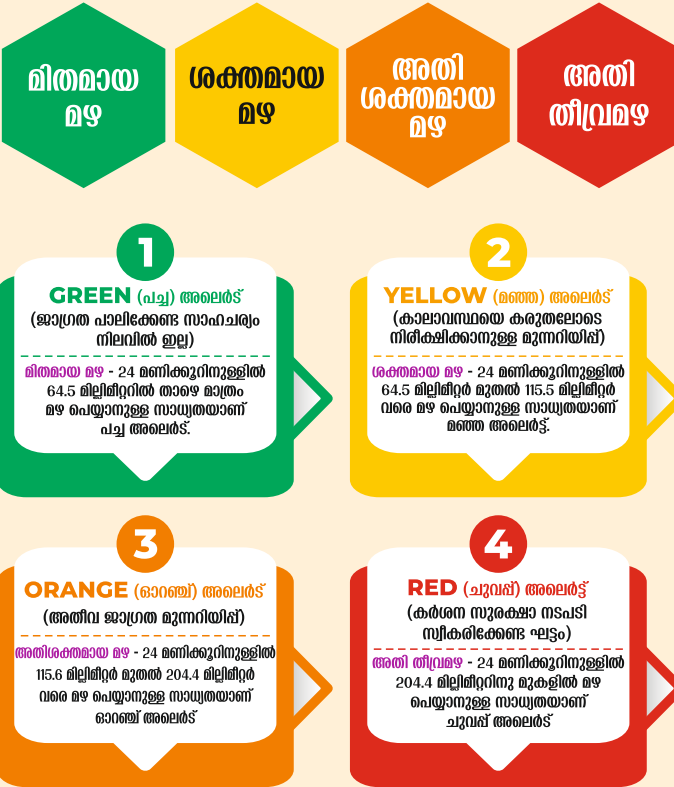 മിതമായ
മഴ
ശക്തമായ
മഴ
അതി
ശക്തമായ
മഴ
അതി
തീവ്രമഴ
1
GREEN (പച്ച) അലെർട്
(ജാഗ്രത പാലിക്കേണ്ട സാഹചര്യം
നിലവിൽ ഇല്ല)
മിതമായ മഴ - 24 മണിക്കൂറിനുള്ളിൽ
64.5 മില്ലിമീറ്ററിൽ താഴെ മാത്രം
മഴ പെയ്യാനുള്ള സാധ്യതയാണ്
പച്ച അലെർട്.
2
YELLOW (മഞ്ഞ) അലെർട്
(കാലാവസ്ഥയെ കരുതലോടെ
നിരീക്ഷിക്കാനുള്ള മുന്നറിയിപ്പ്)
ശക്തമായ മഴ - 24 മണിക്കൂറിനുള്ളിൽ
64.5 മില്ലിമീറ്റർ മുതൽ 115.5 മില്ലിമീറ്റർ
വരെ മഴ പെയ്യാനുള്ള സാധ്യതയാണ്
മഞ്ഞ അലെർട്ട്.
3
ORANGE (ഓറഞ്ച്) അലെർട്
(അതീവ ജാഗ്രത മുന്നറിയിപ്പ്)
അതിശക്തമായ മഴ - 24 മണിക്കൂറിനുള്ളിൽ
115.6 മില്ലിമീറ്റർ മുതൽ 204.4 മില്ലിമീറ്റർ
വരെ മഴ പെയ്യാനുള്ള സാധ്യതയാണ്
ഓറഞ്ച് അലെർട്
4
RED (ചുവപ്പ്) അലെർട്ട്
(കർശന സുരക്ഷാ നടപടി
സ്വീകരിക്കേണ്ട ഘട്ടം)
അതി തീവ്രമഴ - 24 മണിക്കൂറിനുള്ളിൽ
204.4 മില്ലിമീറ്ററിനു മുകളിൽ മഴ
പെയ്യാനുള്ള സാധ്യതയാണ്
ചുവപ്പ് അലെർട്